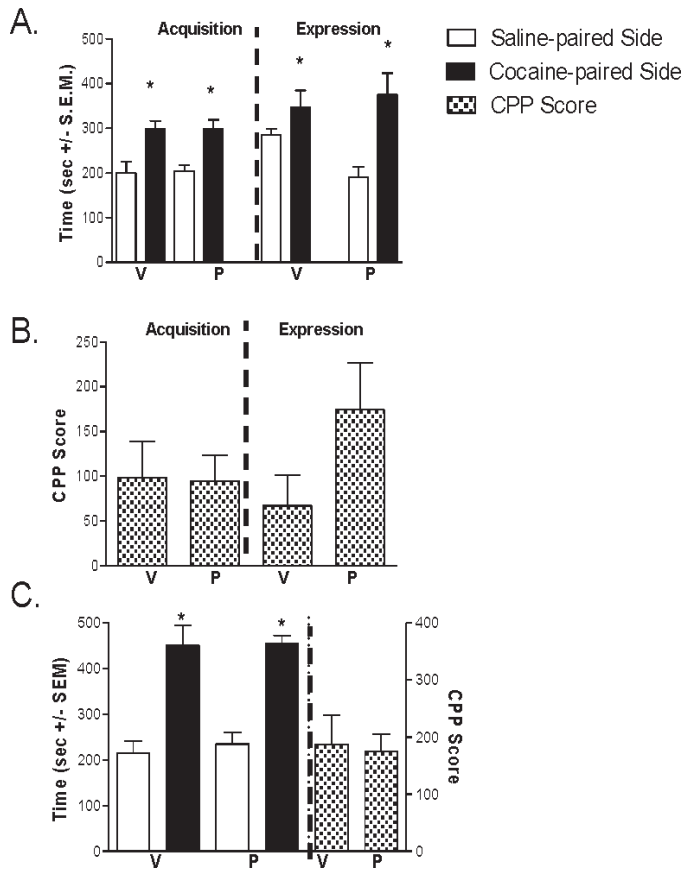 A.
Acquisition Expression
Time (sec +/- S.E.M.)
500
400
300
200
100
0
* * * *
V P V P
Saline-paired Side
Cocaine-paired Side
CPP Score
B.
Acquisition Expression
CPP Score
250
200
150
100
50
0
V P V P
C.
Time (sec +/- SEM)
500
400
300
200
100
0
* *
V P V P
400
300
200
100
0
CPP Score